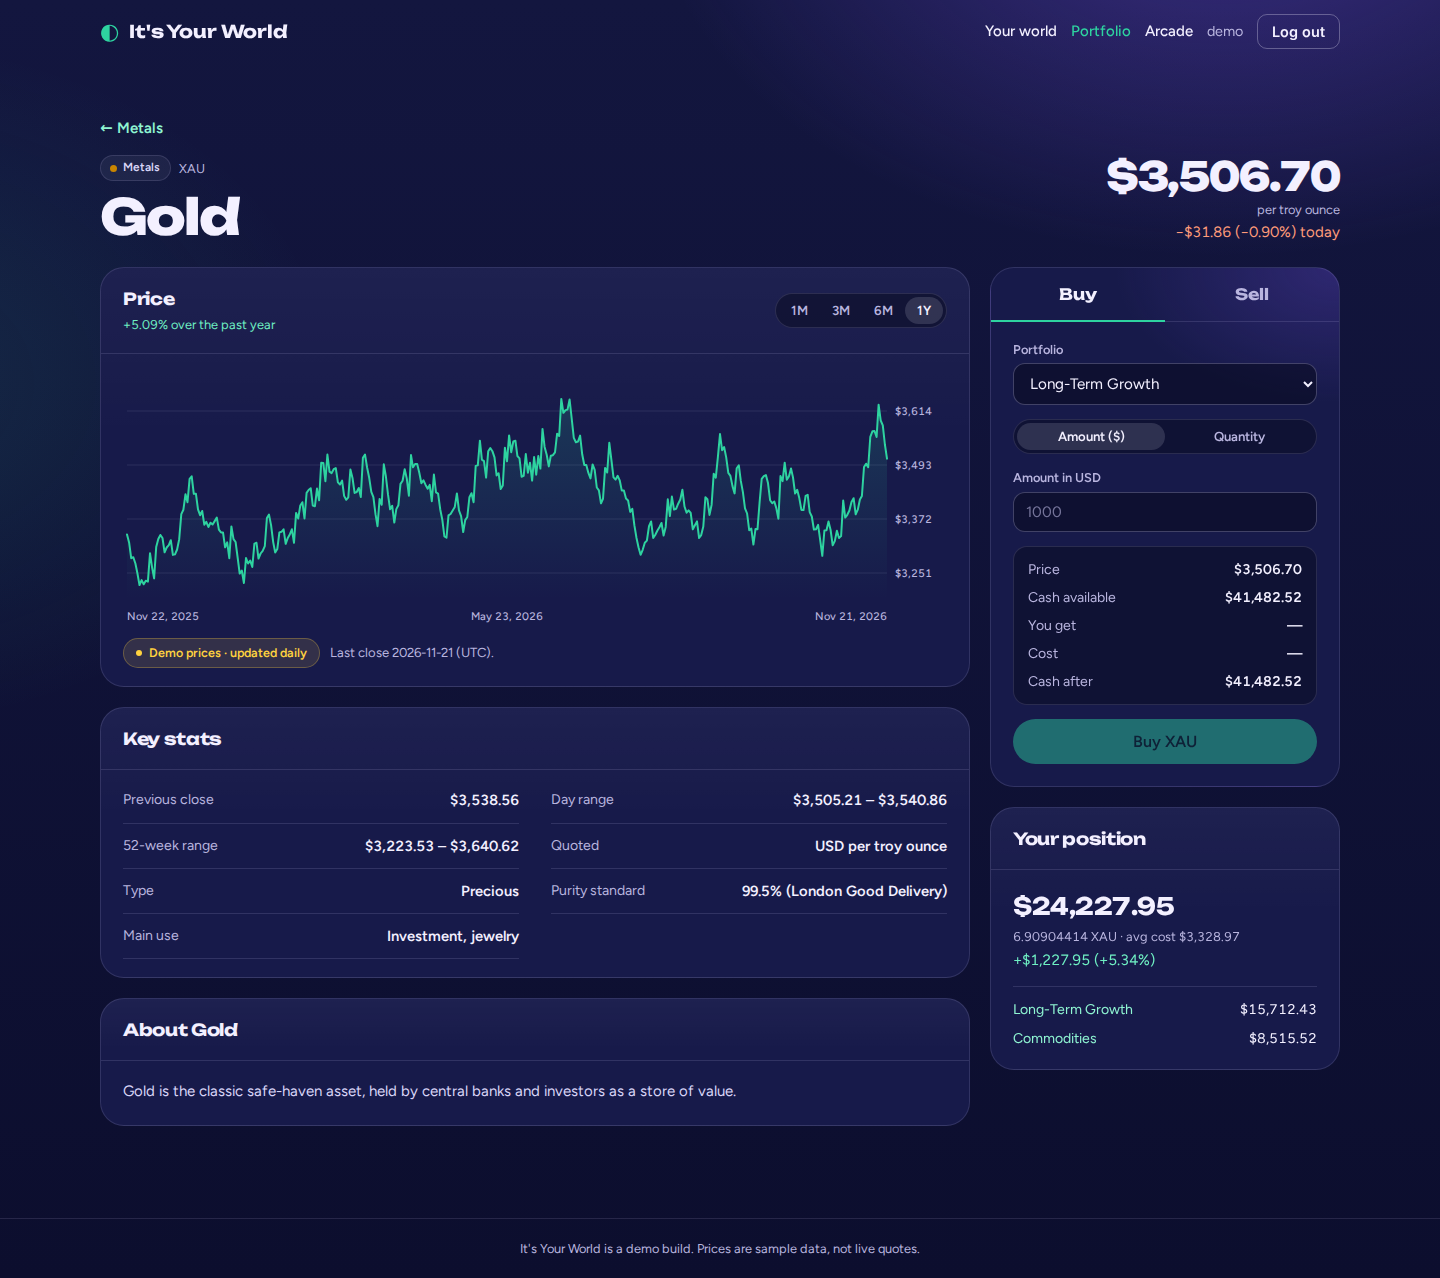 It's Your World
Your world Portfolio Arcade demo Log out
← Metals
Metals XAU
Gold
$3,506.70
per troy ounce
−$31.86 (−0.90%) today
Price
+5.09% over the past year
1M 3M 6M 1Y
$3,614
$3,493
$3,372
$3,251
Nov 22, 2025 May 23, 2026 Nov 21, 2026
Demo prices · updated daily Last close 2026-11-21 (UTC).
Key stats
Previous close $3,538.56
Day range $3,505.21 – $3,540.86
52-week range $3,223.53 – $3,640.62
Quoted USD per troy ounce
Type Precious
Purity standard 99.5% (London Good Delivery)
Main use Investment, jewelry
About Gold
Gold is the classic safe-haven asset, held by central banks and investors as a store of value.
Buy Sell
Portfolio
Long-Term Growth
Amount ($) Quantity
Amount in USD
1000
Price $3,506.70
Cash available $41,482.52
You get —
Cost —
Cash after $41,482.52
Buy XAU
Your position
$24,227.95
6.90904414 XAU · avg cost $3,328.97
+$1,227.95 (+5.34%)
Long-Term Growth $15,712.43
Commodities $8,515.52
It's Your World is a demo build. Prices are sample data, not live quotes.